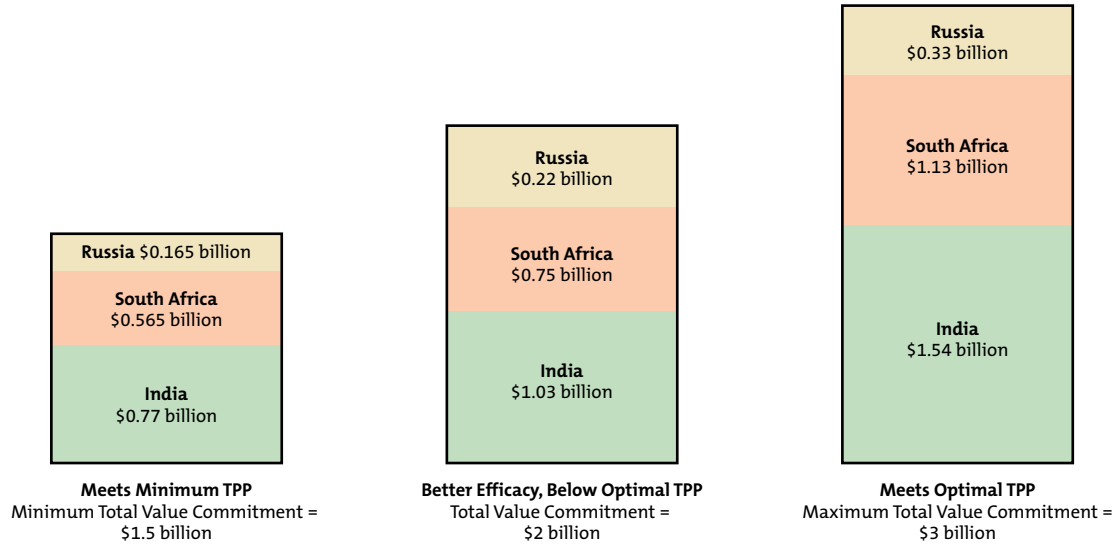 Russia $0.165 billion
South Africa
$0.565 billion
India
$0.77 billion
Meets Minimum TPP
Minimum Total Value Commitment =
$1.5 billion
Russia
$0.22 billion
South Africa
$0.75 billion
India
$1.03 billion
Better Efficacy, Below Optimal TPP
Total Value Commitment =
$2 billion
Russia
$0.33 billion
South Africa
$1.13 billion
India
$1.54 billion
Meets Optimal TPP
Maximum Total Value Commitment =
$3 billion